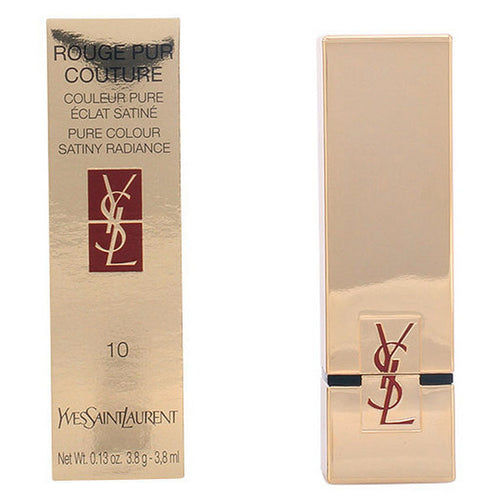 ROUGE PUR
COUTURE
COULEUR PURE
ÉCLAT SATINÉ
PURE COLOUR
SATINY RADIANCE
YSL
10
YVESSAINTLAURENT
Net Wt. 0.13 oz. 3.8 g - 3,8 ml
YSL